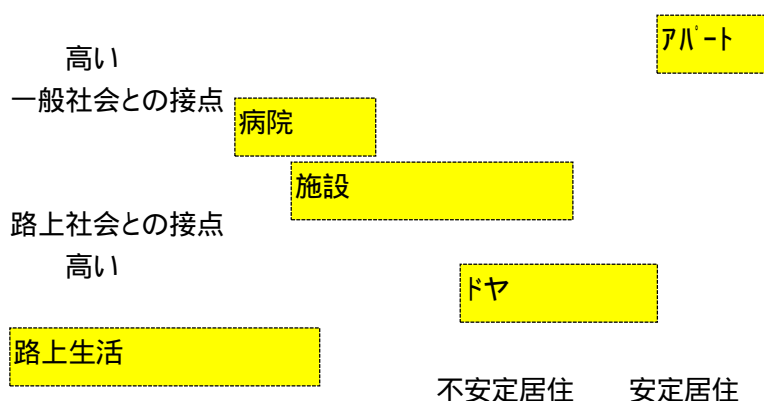 ｱﾊﾟｰﾄ
高い
一般社会との接点
病院
施設
路上社会との接点
高い
ドヤ
路上生活
不安定居住 安定居住